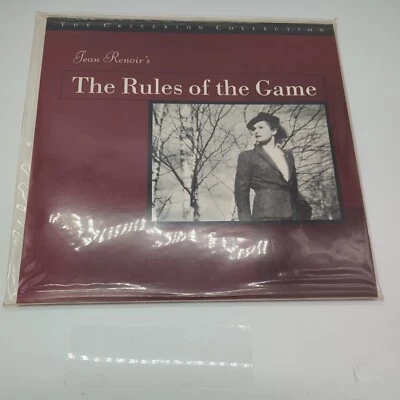 THE CRITERION COLLECTION
Jean Renoir's
The Rules of the Game